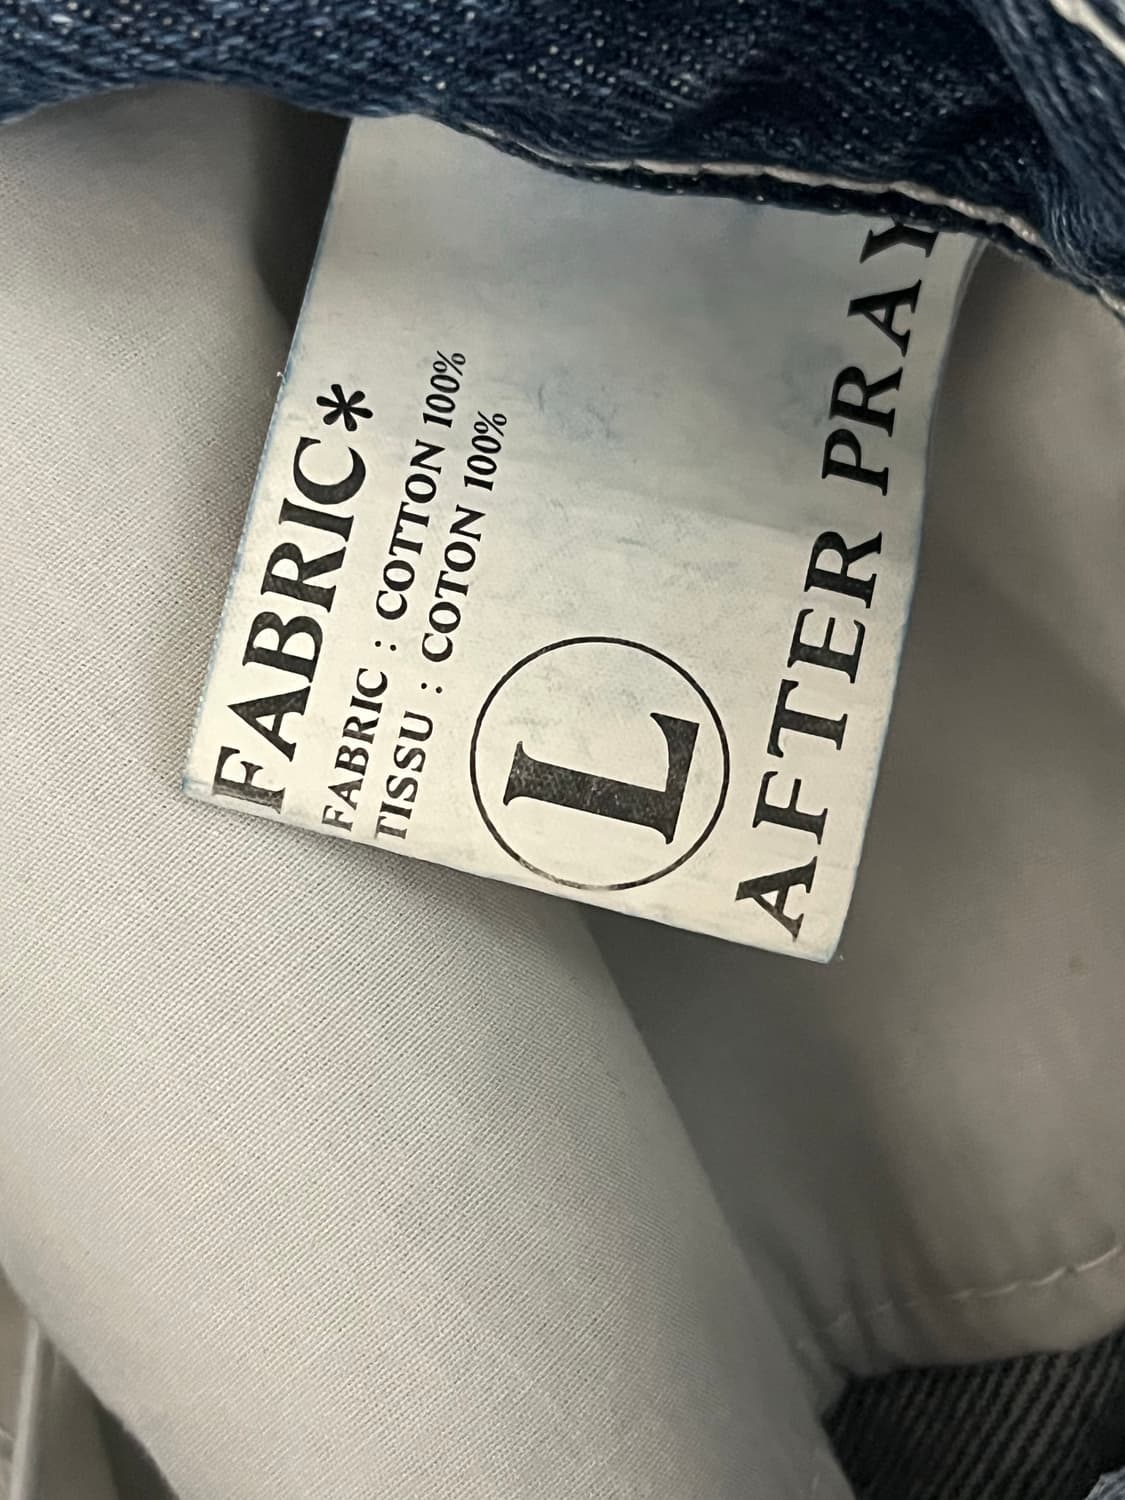 FABRIC*
FABRIC : COTTON 100%
TISSU : COTON 100%
L
AFTER PRAY